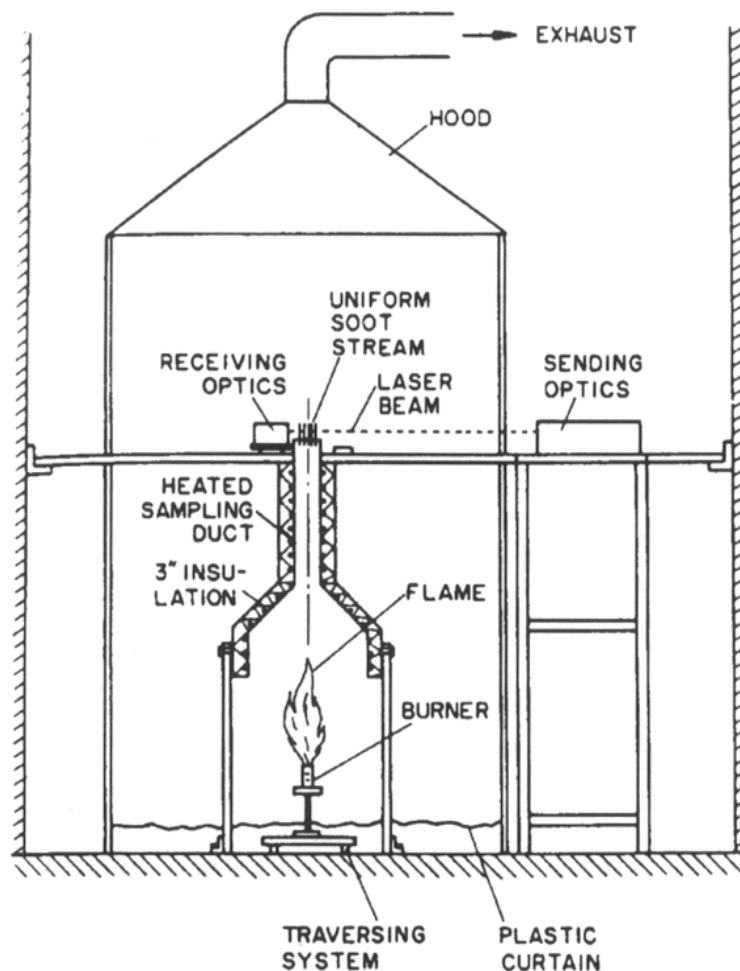 EXHAUST
HOOD
UNIFORM
SOOT
STREAM
RECEIVING
OPTICS
LASER
BEAM
SENDING
OPTICS
HEATED
SAMPLING
DUCT
3" INSU-
LATION
FLAME
BURNER
TRAVERSING
SYSTEM
PLASTIC
CURTAIN